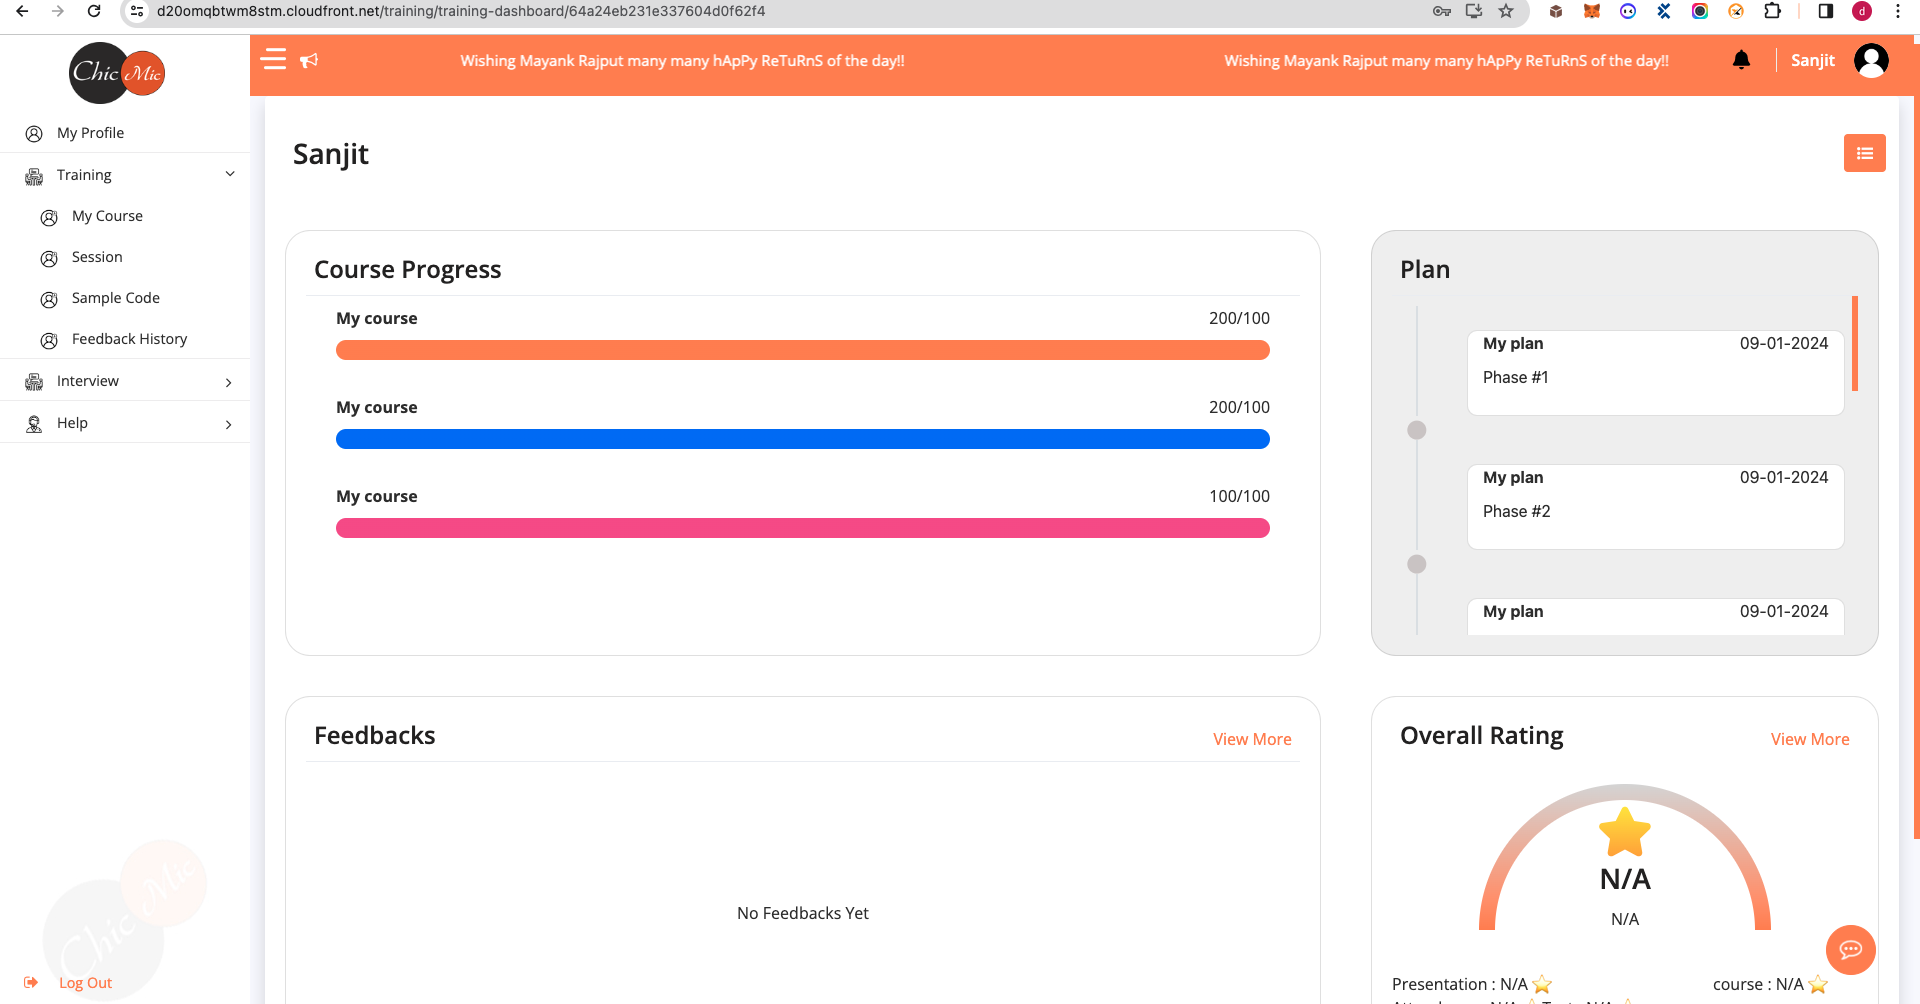 d20omqbtwm8stm.cloudfront.net/training/training-dashboard/64a24eb231e337604d0f62f4
d
Chic Mic
Wishing Mayank Rajput many many hApPy ReTuRnS of the day!!
Wishing Mayank Rajput many many hApPy ReTuRnS of the day!!
Sanjit
My Profile
Training
My Course
Session
Sample Code
Feedback History
Interview
Help
Chic Mic
Log Out
Sanjit
Course Progress
My course 200/100
My course 200/100
My course 100/100
Plan
My plan 09-01-2024
Phase #1
My plan 09-01-2024
Phase #2
My plan 09-01-2024
Feedbacks View More
No Feedbacks Yet
Overall Rating View More
N/A
N/A
Presentation : N/A course : N/A